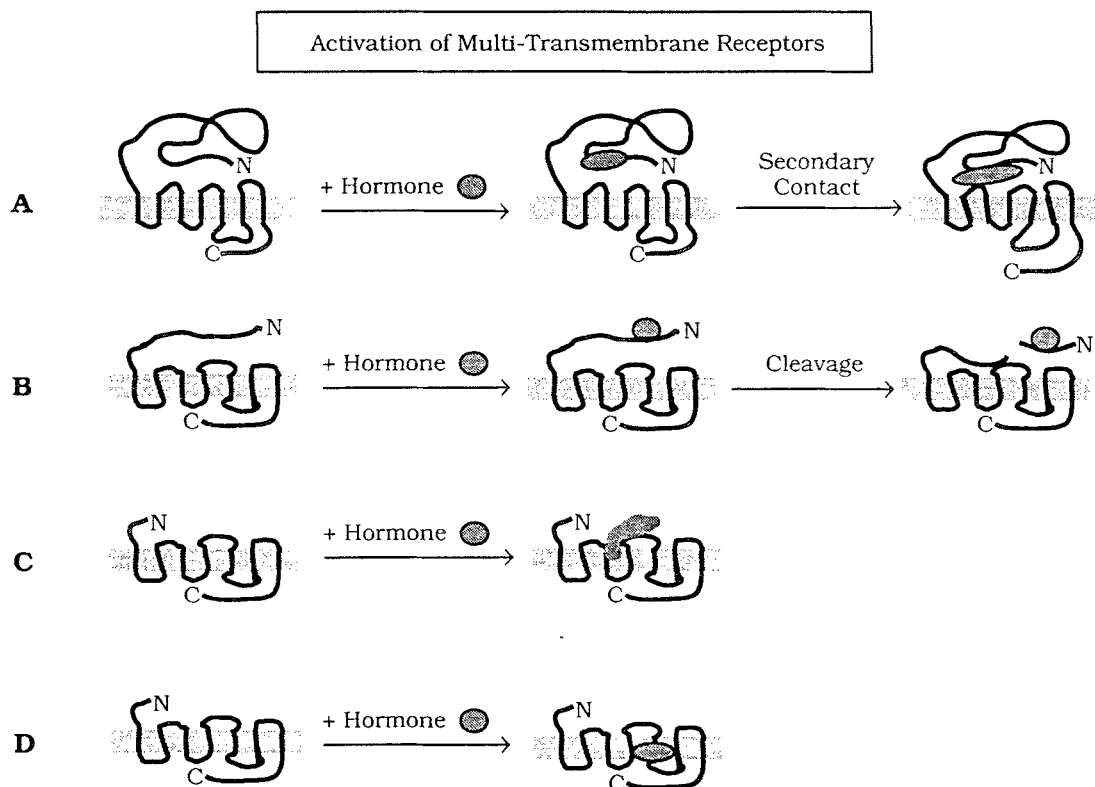 Activation of Multi-Transmembrane Receptors
N
N
N
+ Hormone
Secondary
Contact
A
C
C
C
N
N
N
+ Hormone
Cleavage
B
C
C
C
N
N
+ Hormone
C
C
C
N
N
+ Hormone
D
C
C